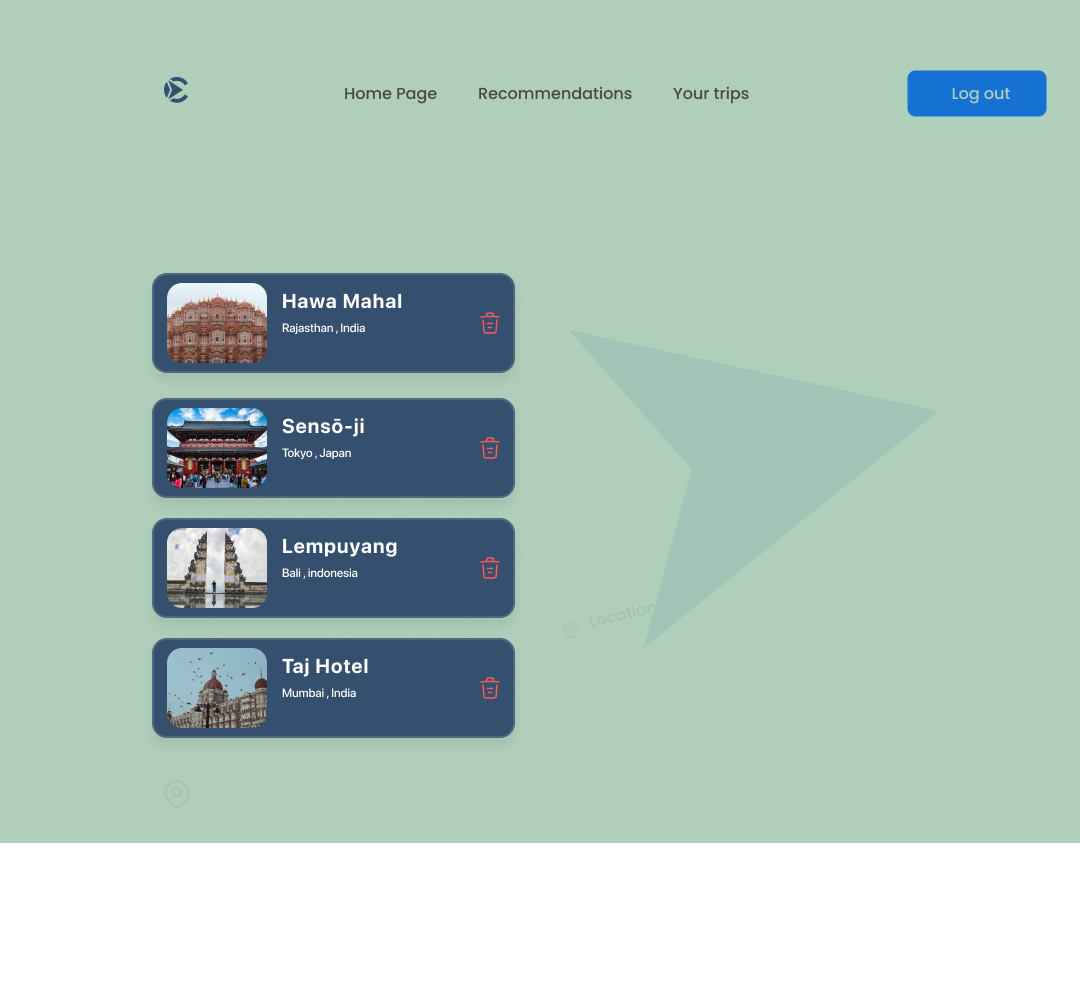 Home Page
Recommendations
Your trips
Log out
Hawa Mahal
Rajasthan , India
Sensō-ji
Tokyo , Japan
Lempuyang
Bali , indonesia
Location
Taj Hotel
Mumbai , India